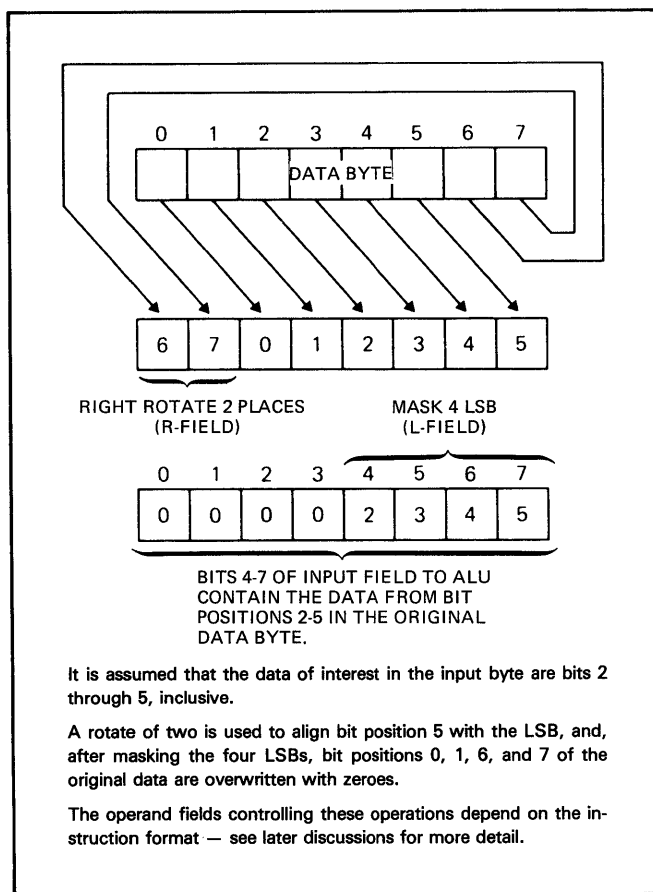 0 1 2 3 4 5 6 7
DATA BYTE
6 7 0 1 2 3 4 5
RIGHT ROTATE 2 PLACES
(R-FIELD)
MASK 4 LSB
(L-FIELD)
0 1 2 3 4 5 6 7
0 0 0 0 2 3 4 5
BITS 4-7 OF INPUT FIELD TO ALU
CONTAIN THE DATA FROM BIT
POSITIONS 2-5 IN THE ORIGINAL
DATA BYTE.
It is assumed that the data of interest in the input byte are bits 2
through 5, inclusive.
A rotate of two is used to align bit position 5 with the LSB, and,
after masking the four LSBs, bit positions 0, 1, 6, and 7 of the
original data are overwritten with zeroes.
The operand fields controlling these operations depend on the in-
struction format — see later discussions for more detail.